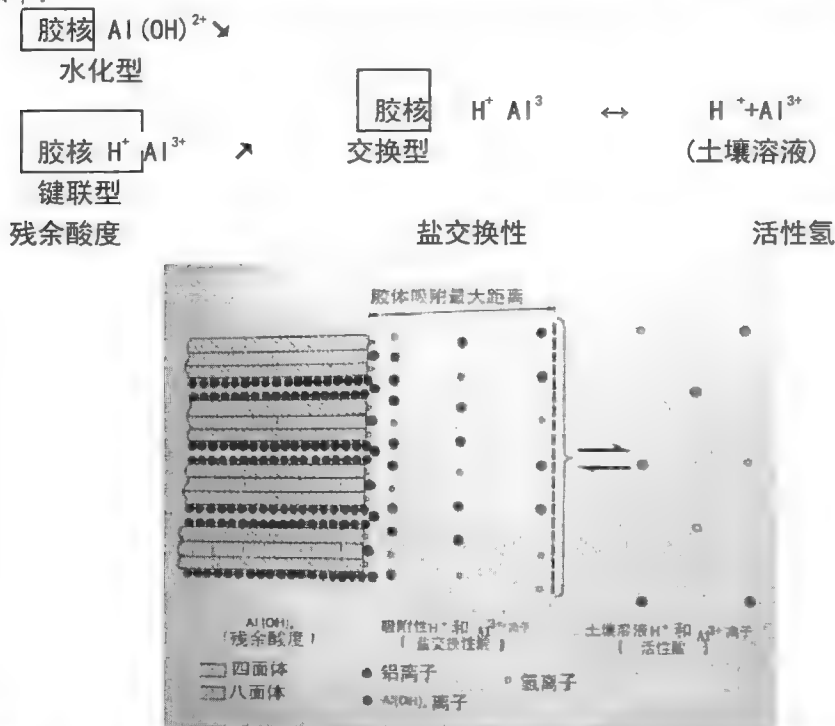 胶核 Al(OH)²⁺↘
水化型
胶核 H⁺ Al³ ↔ H⁺+Al³⁺
胶核 H⁺ Al³⁺ ↗
交换型 (土壤溶液)
键联型
残余酸度 盐交换性 活性氢
胶体吸附最大距离
Al(OH)ₓ 吸附性H⁺ 和 Al³⁺离子 土壤溶液H⁺ 和 Al³⁺离子
(残余酸度) (盐交换性酸) (活性酸)
四面体 铝离子 氢离子
八面体 Al(OH)ₓ 离子